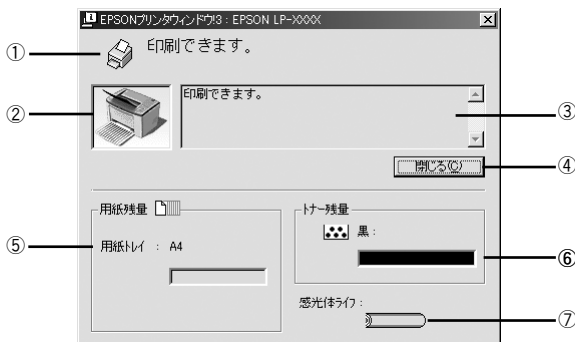 EPSONプリンタウィンドウ!3 : EPSON LP-XXXX
① 印刷できます。
② 印刷できます。 ③
閉じる(C) ④
用紙残量
トナー残量
黒 :
⑤ 用紙トレイ : A4
⑥
感光体ライフ :
⑦